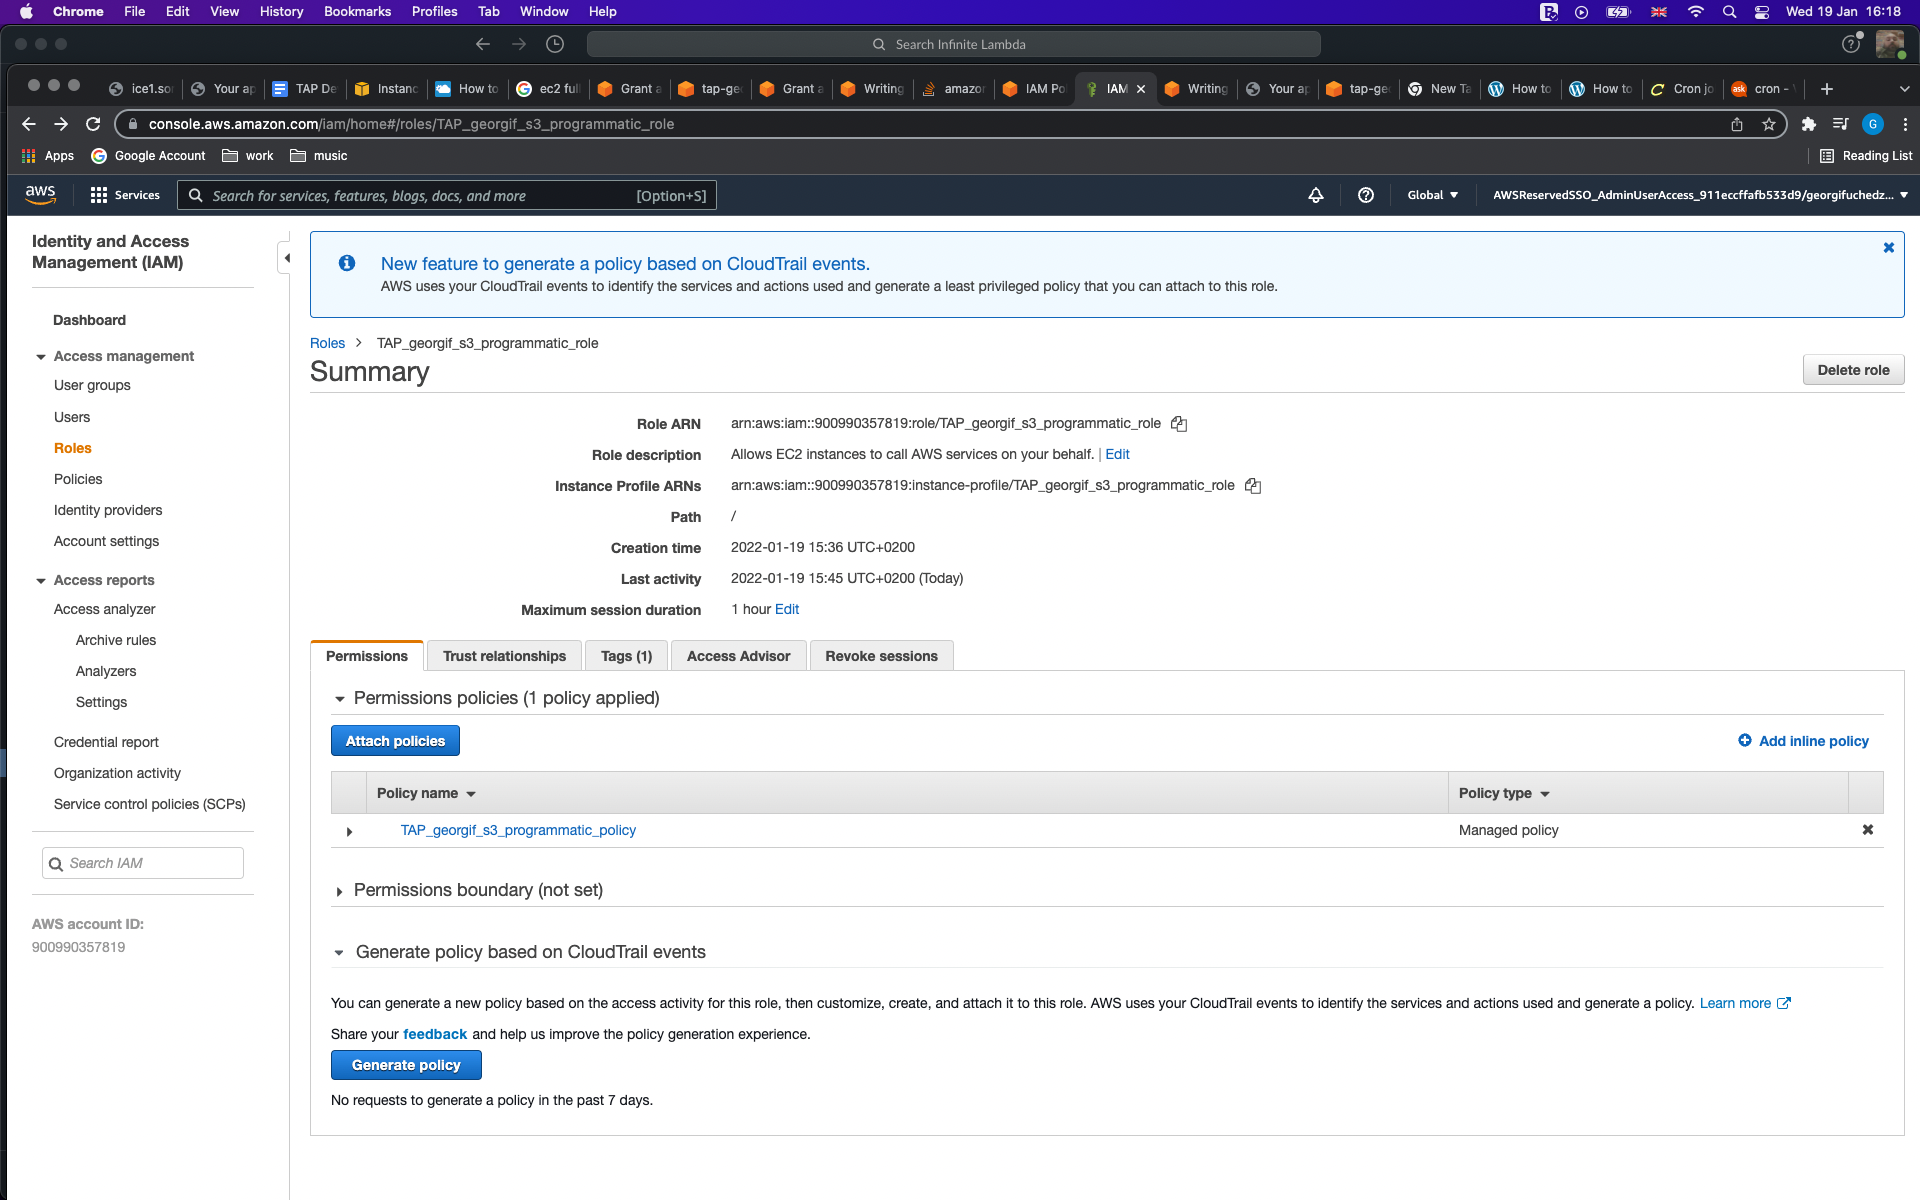 Chrome File Edit View History Bookmarks Profiles Tab Window Help Wed 19 Jan 16:18
Search Infinite Lambda
ice1.sor Your ap TAP De Instanc How to ec2 full Grant a tap-geo Grant a Writing amazon IAM Po IAM Writing Your ap tap-geo New Ta How to How to Cron jo cron -
console.aws.amazon.com/iam/home#/roles/TAP_georgif_s3_programmatic_role
G
Apps Google Account work music Reading List
aws Services Search for services, features, blogs, docs, and more [Option+S] Global AWSReservedSSO_AdminUserAccess_911eccffafb533d9/georgifuchedz...
Identity and Access
Management (IAM)
Dashboard
Access management
User groups
Users
Roles
Policies
Identity providers
Account settings
Access reports
Access analyzer
Archive rules
Analyzers
Settings
Credential report
Organization activity
Service control policies (SCPs)
Search IAM
AWS account ID:
900990357819
New feature to generate a policy based on CloudTrail events.
AWS uses your CloudTrail events to identify the services and actions used and generate a least privileged policy that you can attach to this role.
Roles > TAP_georgif_s3_programmatic_role
Summary
Delete role
Role ARN arn:aws:iam::900990357819:role/TAP_georgif_s3_programmatic_role
Role description Allows EC2 instances to call AWS services on your behalf. | Edit
Instance Profile ARNs arn:aws:iam::900990357819:instance-profile/TAP_georgif_s3_programmatic_role
Path /
Creation time 2022-01-19 15:36 UTC+0200
Last activity 2022-01-19 15:45 UTC+0200 (Today)
Maximum session duration 1 hour Edit
Permissions Trust relationships Tags (1) Access Advisor Revoke sessions
Permissions policies (1 policy applied)
Attach policies
Add inline policy
Policy name Policy type
TAP_georgif_s3_programmatic_policy Managed policy
Permissions boundary (not set)
Generate policy based on CloudTrail events
You can generate a new policy based on the access activity for this role, then customize, create, and attach it to this role. AWS uses your CloudTrail events to identify the services and actions used and generate a policy. Learn more
Share your feedback and help us improve the policy generation experience.
Generate policy
No requests to generate a policy in the past 7 days.